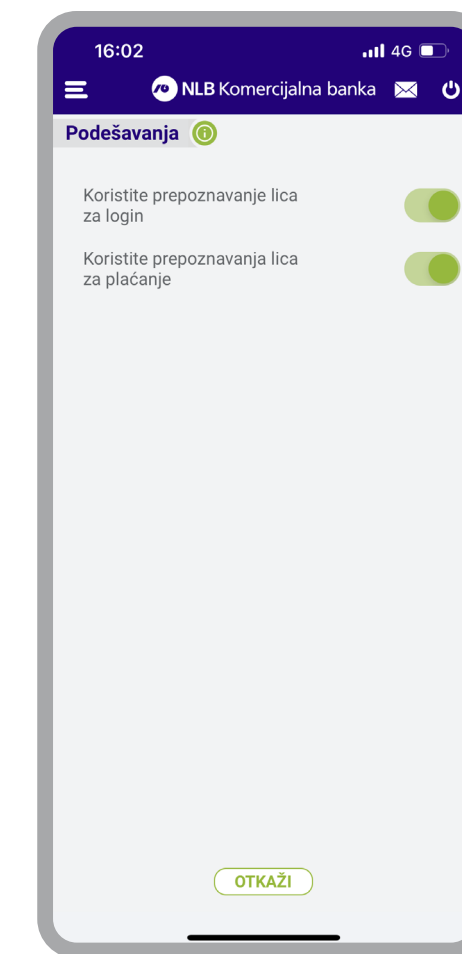 16:02 4G
NLB Komercijalna banka
Podešavanja
Koristite prepoznavanje lica
za login
Koristite prepoznavanja lica
za plaćanje
OTKAŽI